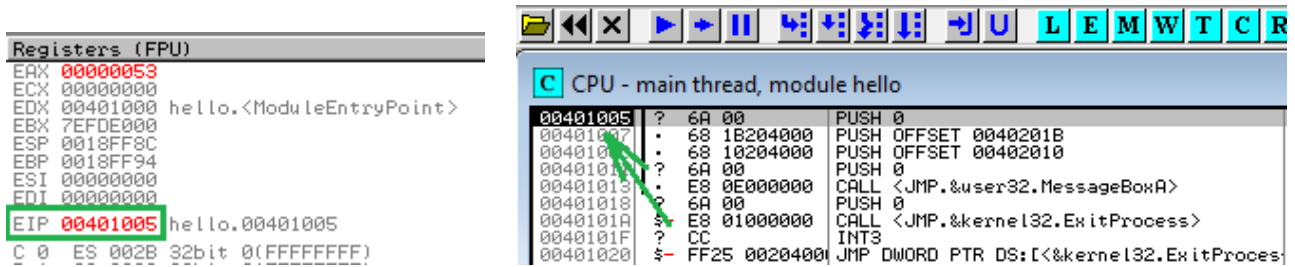 Registers (FPU)
EAX 00000053
ECX 00000000
EDX 00401000 hello.<ModuleEntryPoint>
EBX 7EFDE000
ESP 0018FF8C
EBP 0018FF94
ESI 00000000
EDI 00000000
EIP 00401005 hello.00401005
C 0 ES 002B 32bit 0(FFFFFFFF)
L E M W T C R
C CPU - main thread, module hello
00401005 ? 6A 00 PUSH 0
00401007 . 68 1B204000 PUSH OFFSET 0040201B
. 68 10204000 PUSH OFFSET 00402010
? 6A 00 PUSH 0
00401013 . E8 0E000000 CALL <JMP.&user32.MessageBoxA>
00401018 ? 6A 00 PUSH 0
0040101A $- E8 01000000 CALL <JMP.&kernel32.ExitProcess>
0040101F ? CC INT3
00401020 $- FF25 00204000 JMP DWORD PTR DS:[<&kernel32.ExitProces